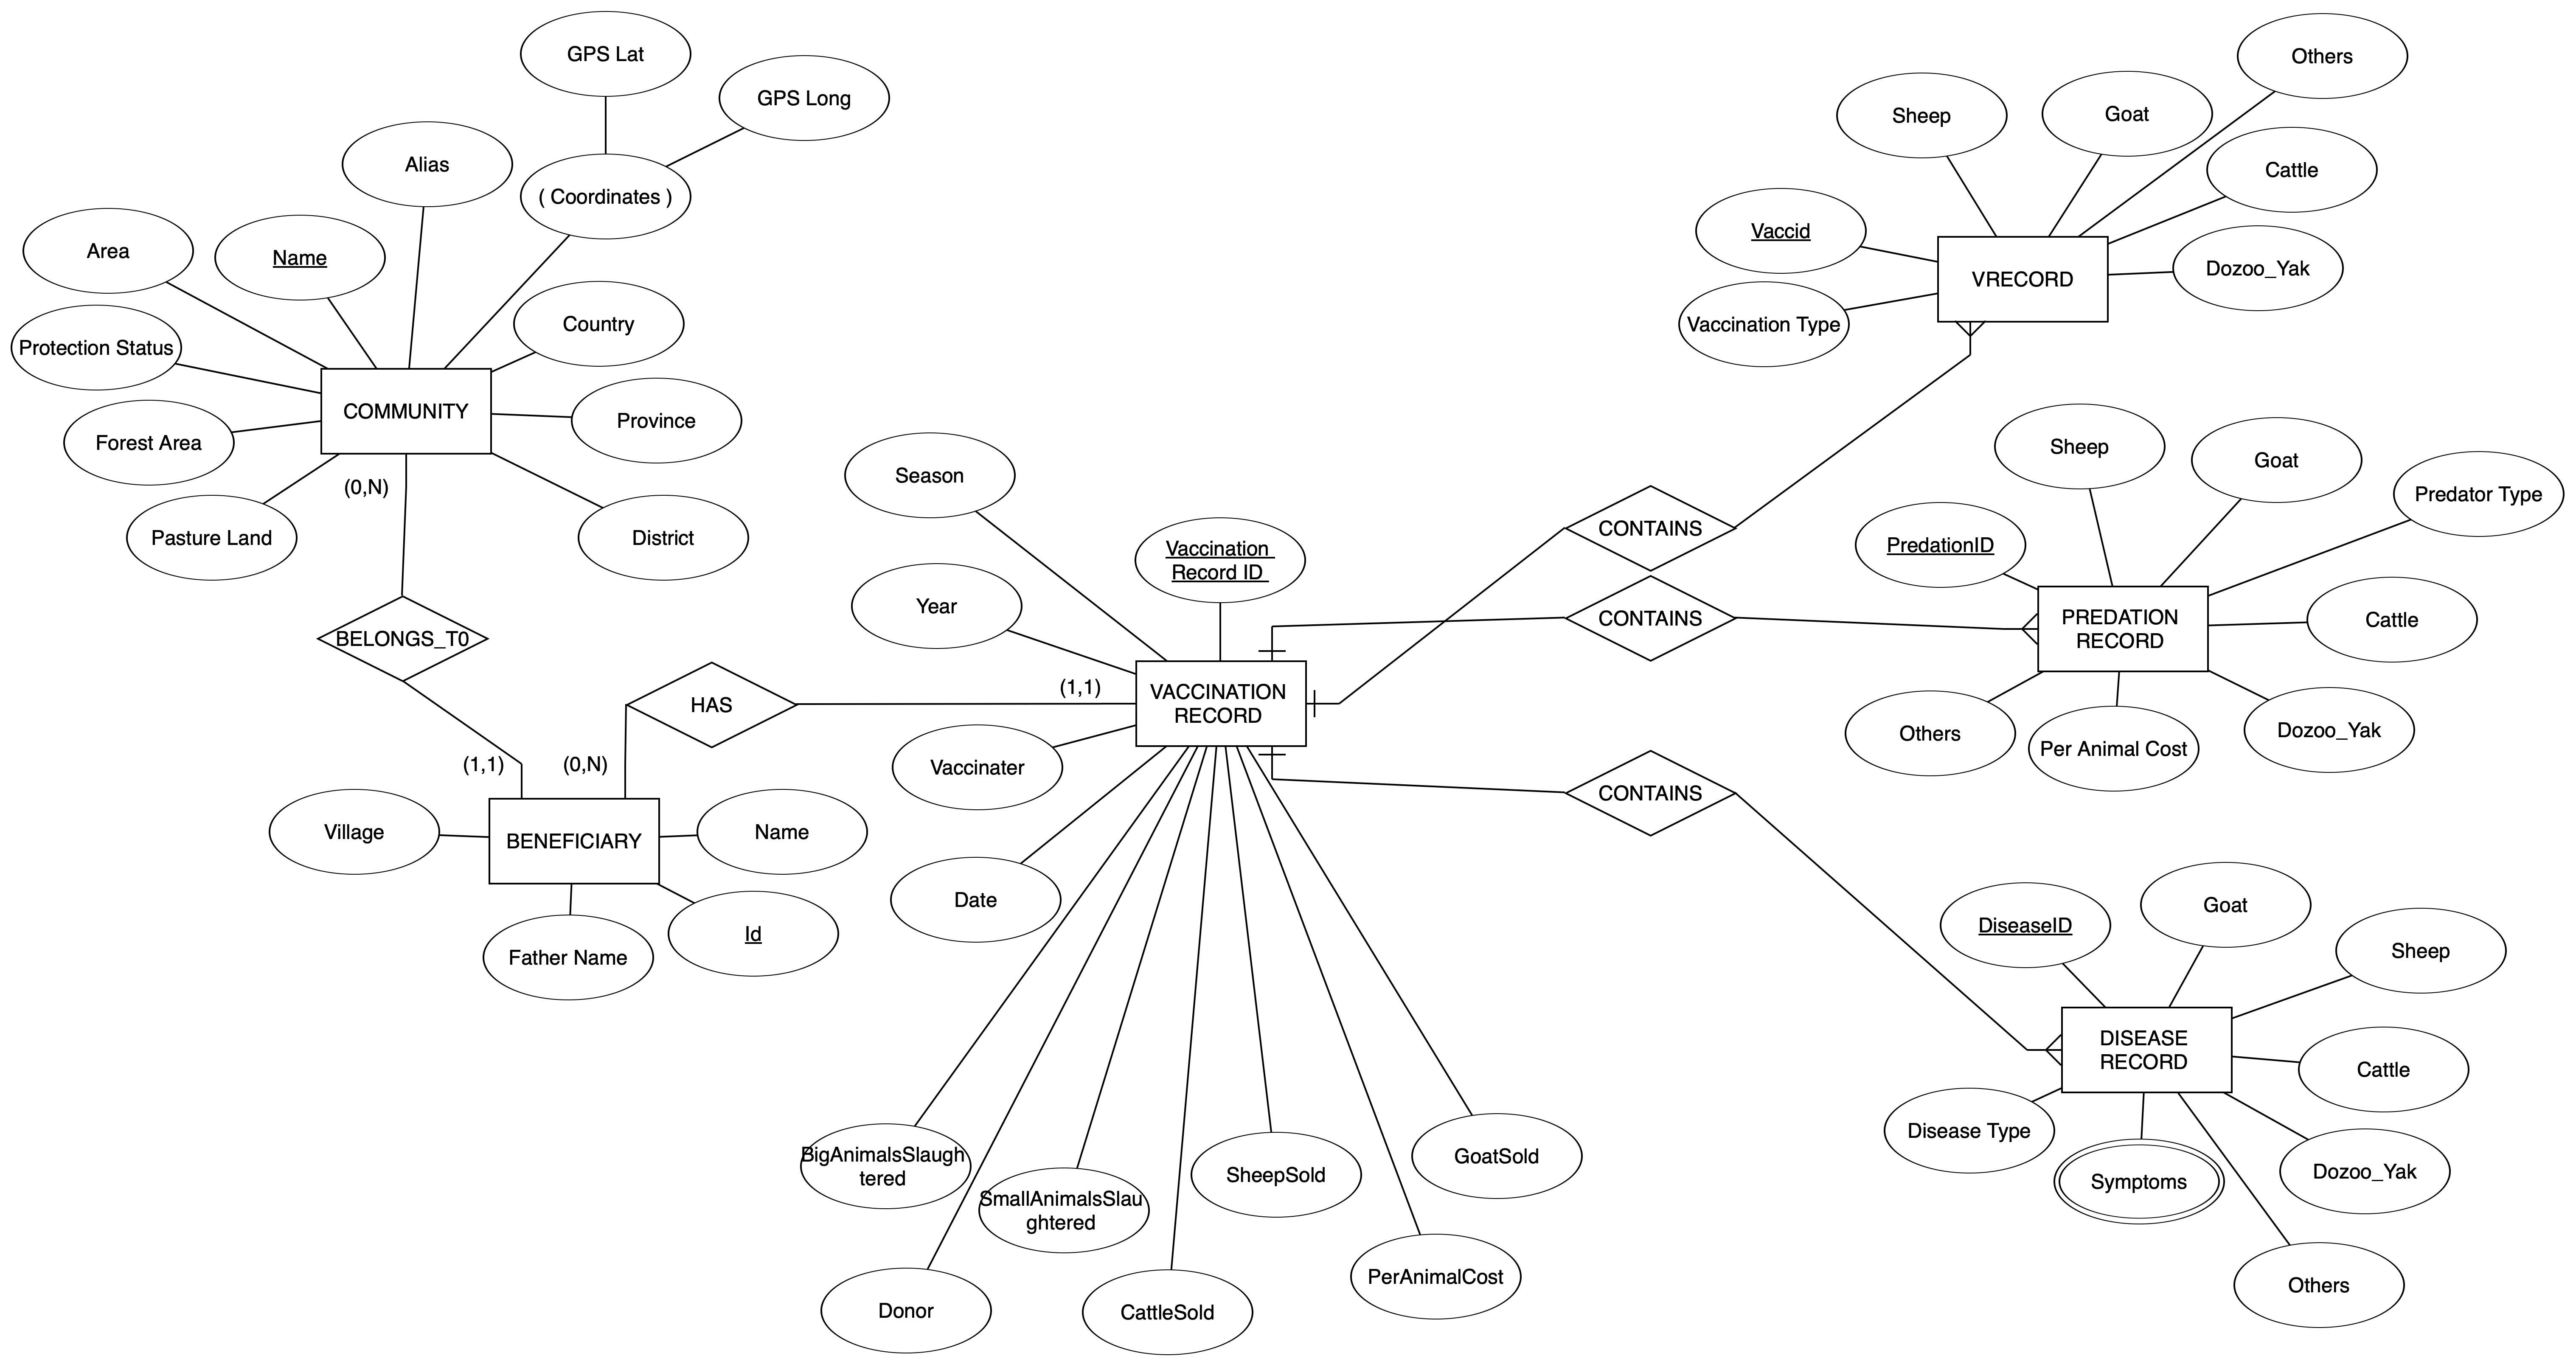 GPS Lat
GPS Long
Alias
( Coordinates )
Area
Name
Country
Protection Status
COMMUNITY
Province
Forest Area
(0,N)
Pasture Land
District
BELONGS_T0
(1,1)
(0,N)
HAS
(1,1)
Village
BENEFICIARY
Name
Father Name
Id
Season
Year
Vaccination
Record ID
VACCINATION
RECORD
Vaccinater
Date
BigAnimalsSlaugh
tered
SmallAnimalsSlau
ghtered
SheepSold
GoatSold
Donor
CattleSold
PerAnimalCost
CONTAINS
CONTAINS
CONTAINS
Others
Sheep
Goat
Cattle
Vaccid
VRECORD
Dozoo_Yak
Vaccination Type
Sheep
Goat
Predator Type
PredationID
PREDATION
RECORD
Cattle
Others
Per Animal Cost
Dozoo_Yak
DiseaseID
Goat
Sheep
DISEASE
RECORD
Cattle
Disease Type
Symptoms
Dozoo_Yak
Others